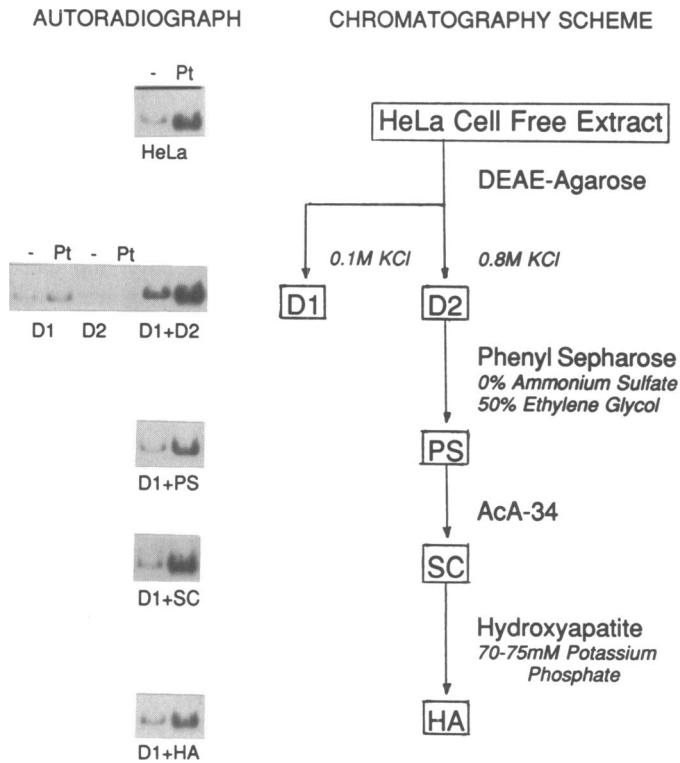 AUTORADIOGRAPH CHROMATOGRAPHY SCHEME
- Pt
HeLa
HeLa Cell Free Extract
DEAE-Agarose
0.1M KCl 0.8M KCl
- Pt - Pt
D1 D2 D1+D2
D1 D2
Phenyl Sepharose
0% Ammonium Sulfate
50% Ethylene Glycol
D1+PS
PS
AcA-34
D1+SC
SC
Hydroxyapatite
70-75mM Potassium
Phosphate
D1+HA
HA